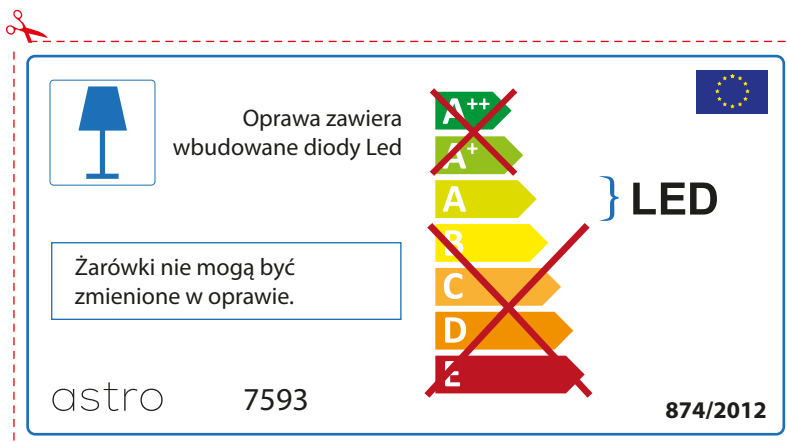 Oprawa zawiera
wbudowane diody Led
Żarówki nie mogą być
zmienione w oprawie.
A++
A+
A
B
C
D
E
LED
astro
7593
874/2012